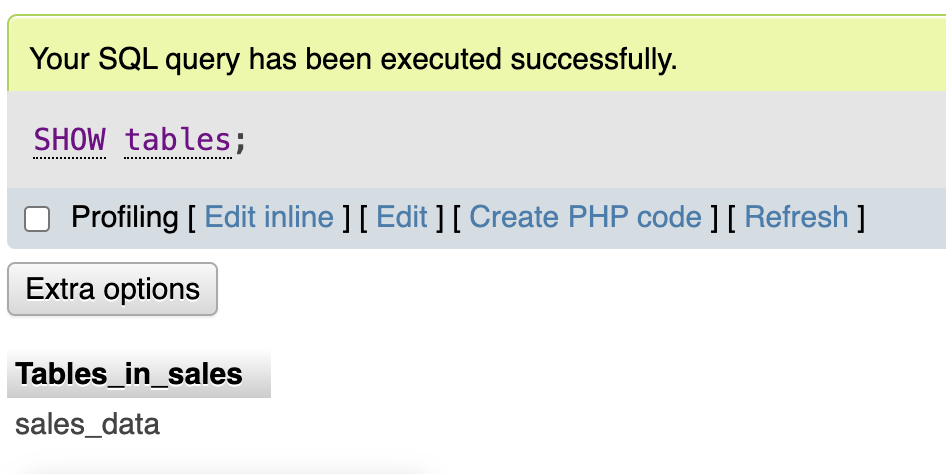 Your SQL query has been executed successfully.
SHOW tables;
Profiling [ Edit inline ] [ Edit ] [ Create PHP code ] [ Refresh ]
Extra options
Tables_in_sales
sales_data